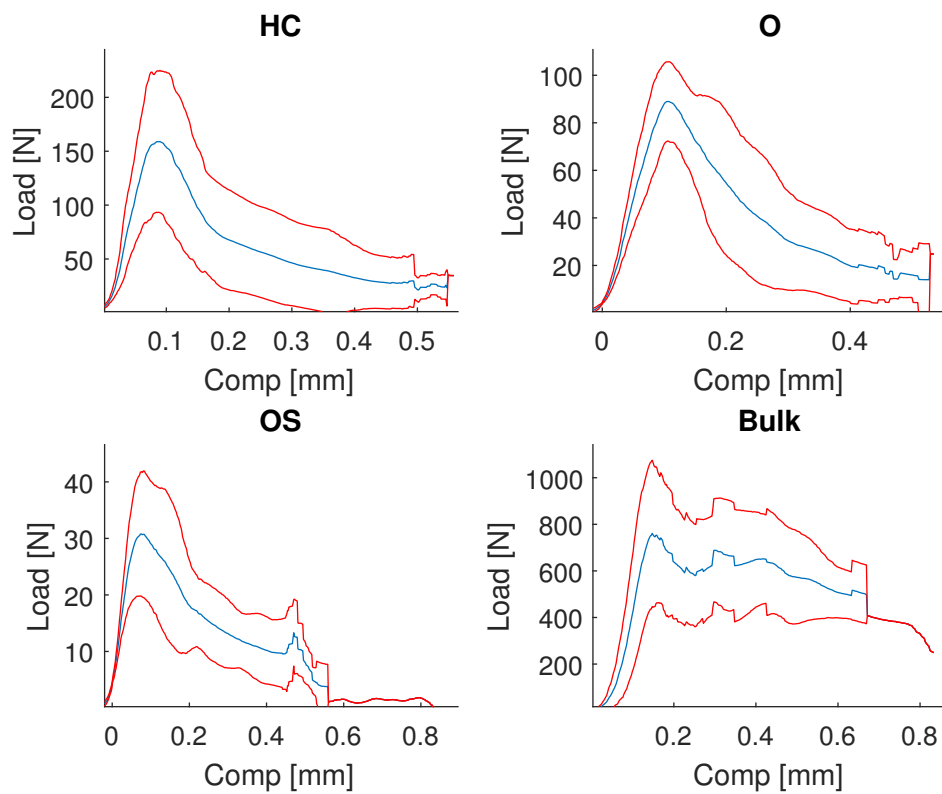 HC
Load [N]
200
150
100
50
0.1 0.2 0.3 0.4 0.5
Comp [mm]
O
Load [N]
100
80
60
40
20
0 0.2 0.4
Comp [mm]
OS
Load [N]
40
30
20
10
0 0.2 0.4 0.6 0.8
Comp [mm]
Bulk
Load [N]
1000
800
600
400
200
0.2 0.4 0.6 0.8
Comp [mm]